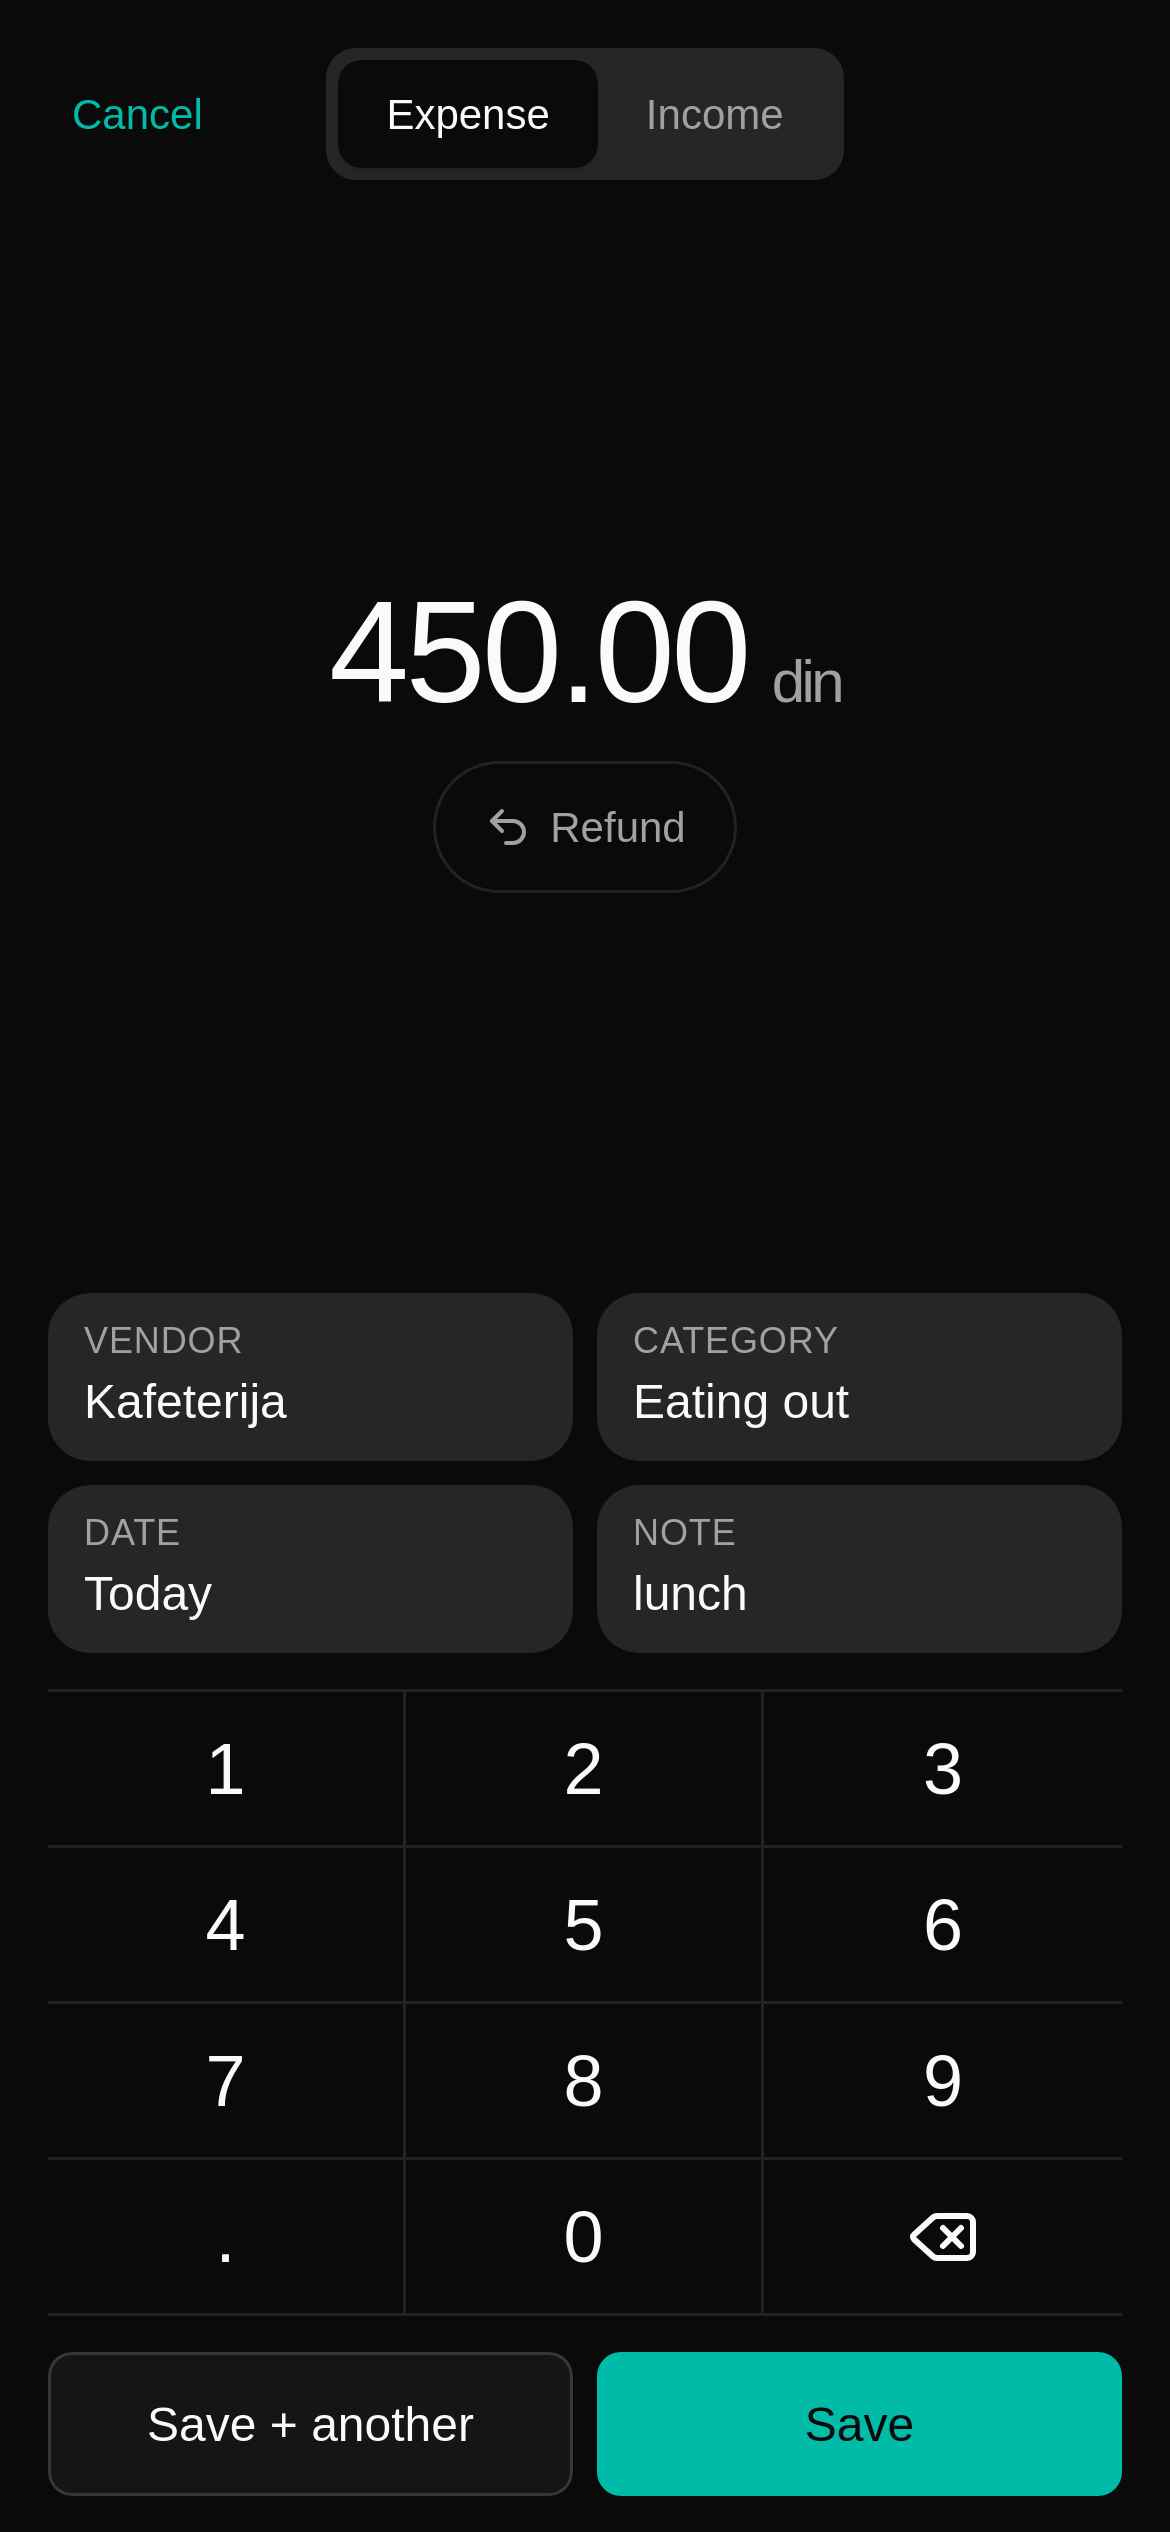 Cancel
Expense
Income
450.00 din
Refund
VENDOR
Kafeterija
CATEGORY
Eating out
DATE
Today
NOTE
lunch
1
2
3
4
5
6
7
8
9
.
0
Save + another
Save